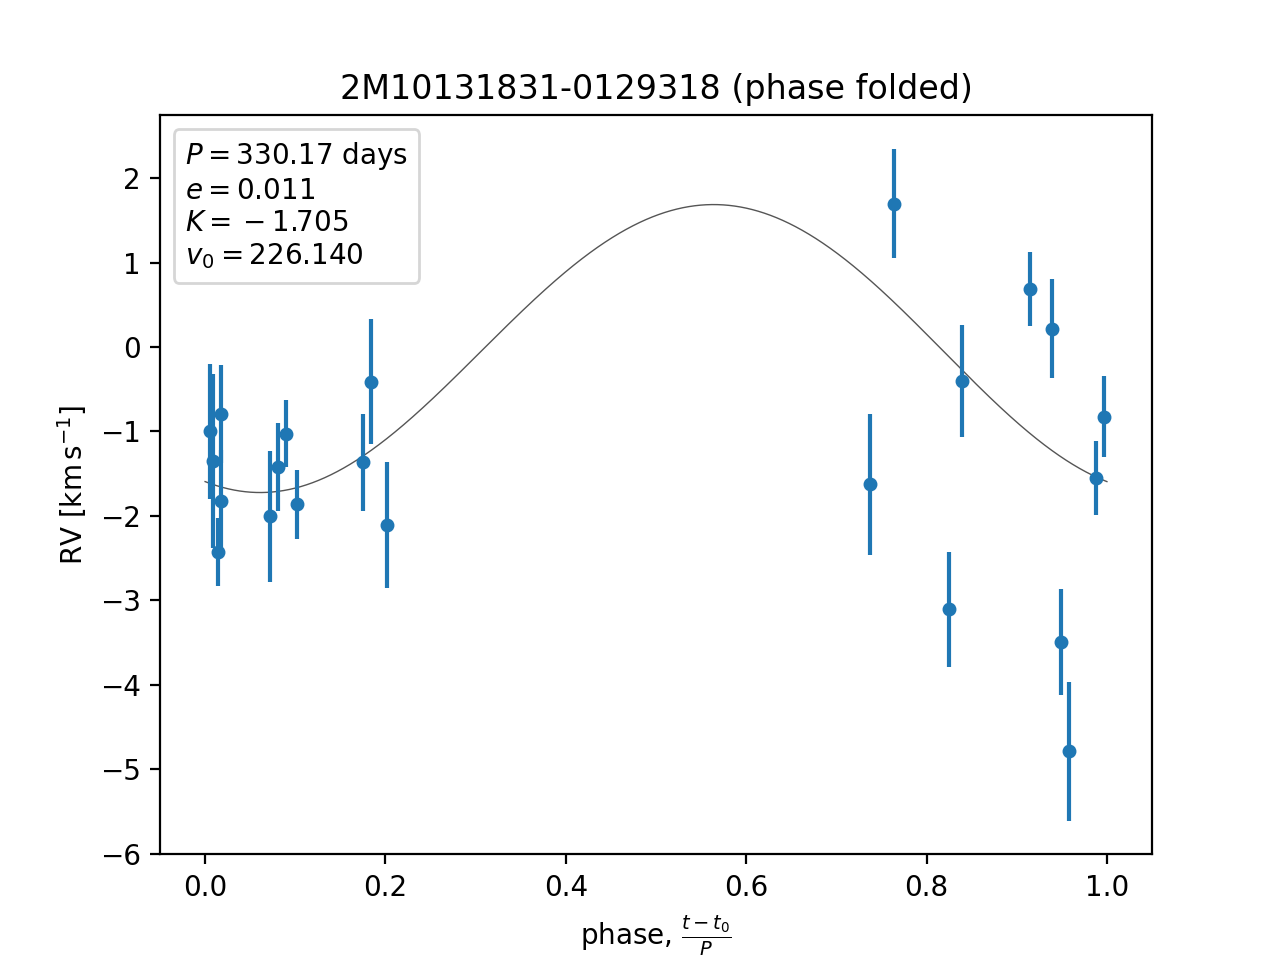 2M10131831-0129318 (phase folded)
P = 330.17 days
e = 0.011
K = −1.705
v₀ = 226.140
2
1
0
−1
−2
−3
−4
−5
−6
RV [km s⁻¹]
0.0 0.2 0.4 0.6 0.8 1.0
phase, (t − t₀)/P